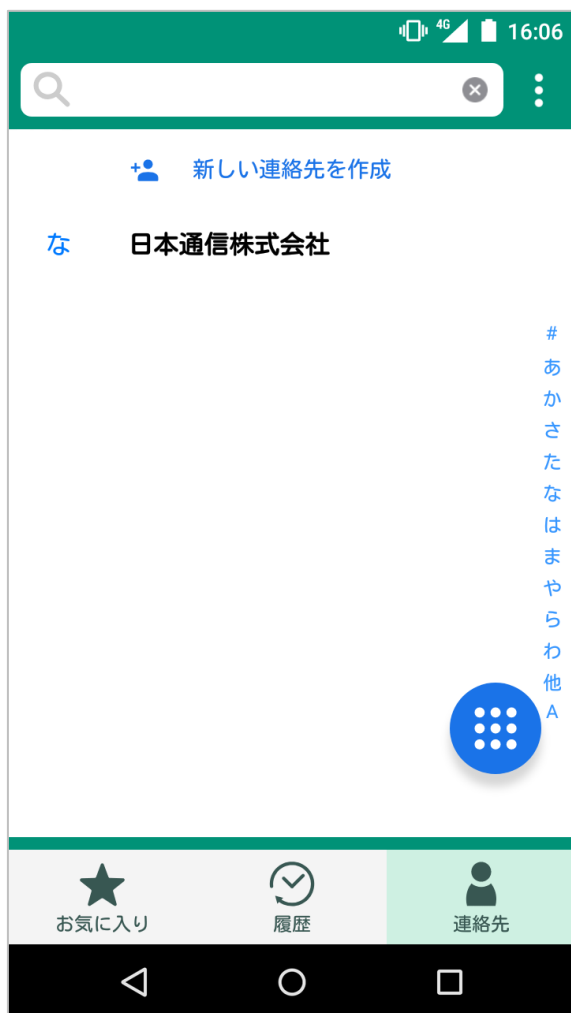 4G 16:06
新しい連絡先を作成
な 日本通信株式会社
#
あ
か
さ
た
な
は
ま
や
ら
わ
他
A
お気に入り 履歴 連絡先